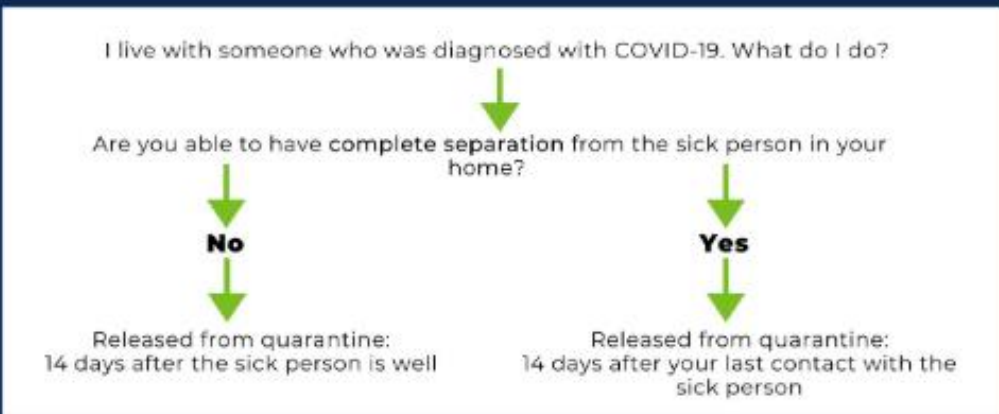 I live with someone who was diagnosed with COVID-19. What do I do?
Are you able to have complete separation from the sick person in your
home?
No
Yes
Released from quarantine:
14 days after the sick person is well
Released from quarantine:
14 days after your last contact with the
sick person